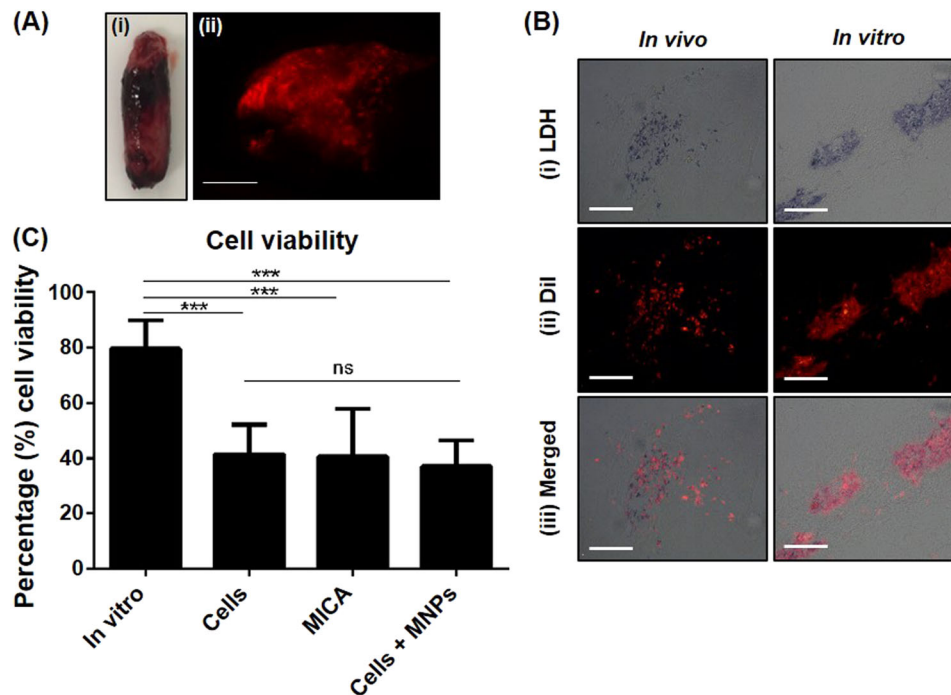 (A)
(i)
(ii)
(B)
In vivo
In vitro
(i) LDH
(ii) DiI
(iii) Merged
(C)
Cell viability
***
***
***
ns
Percentage (%) cell viability
100
80
60
40
20
0
In vitro
Cells
MICA
Cells + MNPs